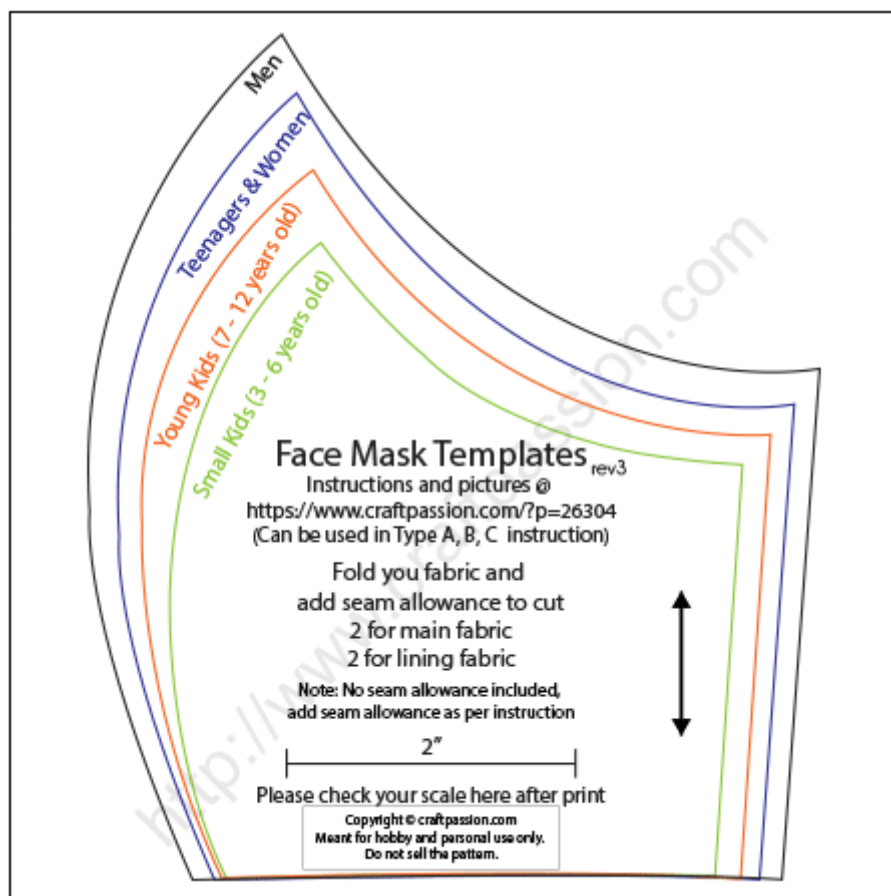 Men
Teenagers & Women
Young Kids (7 - 12 years old)
Small Kids (3 - 6 years old)
Face Mask Templates rev3
Instructions and pictures @
https://www.craftpassion.com/?p=26304
(Can be used in Type A, B, C instruction)
Fold you fabric and
add seam allowance to cut
2 for main fabric
2 for lining fabric
Note: No seam allowance included,
add seam allowance as per instruction
2"
Please check your scale here after print
Copyright © craftpassion.com
Meant for hobby and personal use only.
Do not sell the pattern.
http://www.craftpassion.com